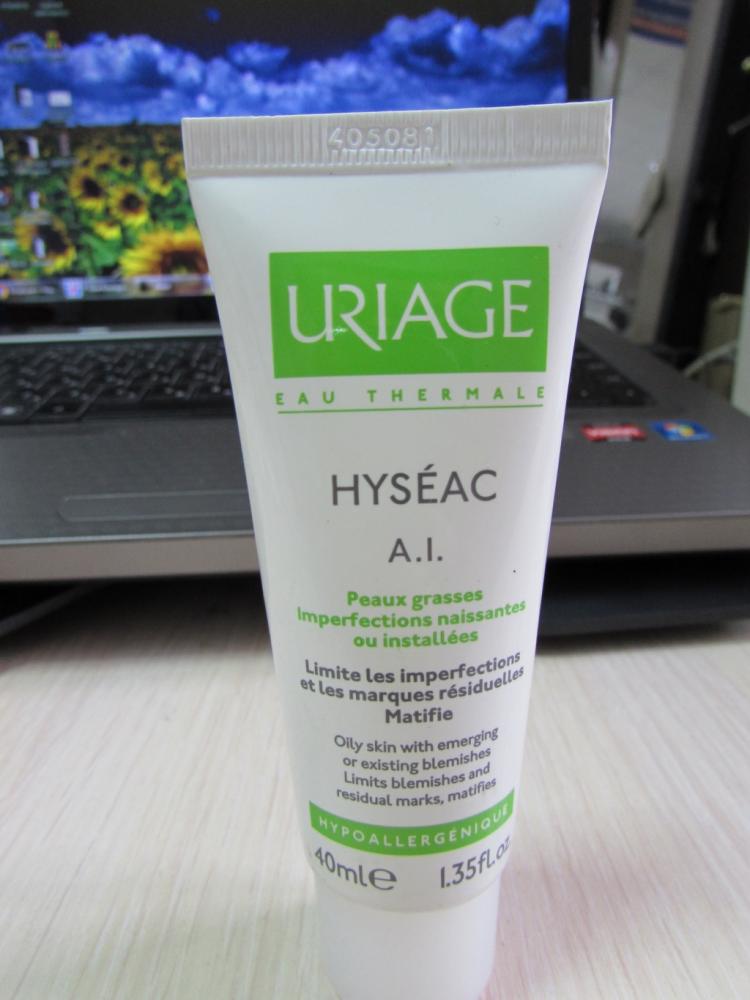 405081
URIAGE
EAU THERMALE
HYSÉAC
A.I.
Peaux grasses
Imperfections naissantes
ou installées
Limite les imperfections
et les marques résiduelles
Matifie
Oily skin with emerging
or existing blemishes
Limits blemishes and
residual marks, matifies
HYPOALLERGÉNIQUE
40ml℮ 1.35fl.oz.